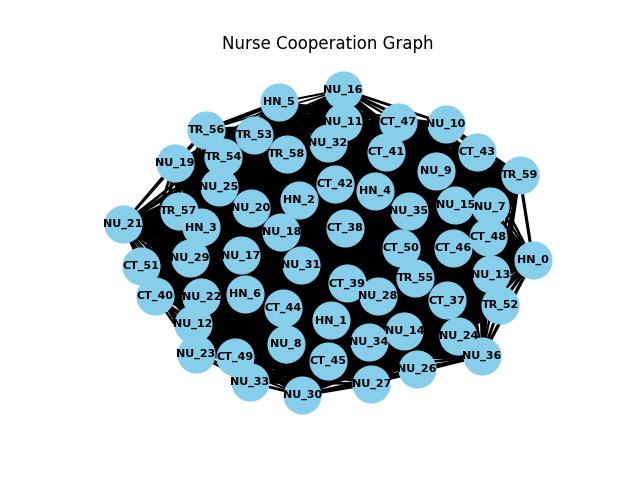 Nurse Cooperation Graph
NU_16
HN_5
NU_11
CT_47
NU_10
TR_56
TR_53
NU_32
CT_41
CT_43
TR_58
TR_54
NU_19
NU_9
TR_59
NU_25
CT_42
HN_4
HN_2
NU_20
TR_57
NU_35
NU_15
NU_7
NU_21
HN_3
NU_18
CT_38
CT_48
CT_50
CT_46
NU_29
NU_17
HN_0
CT_51
NU_31
NU_13
TR_55
CT_39
CT_40
NU_22
HN_6
NU_28
CT_37
TR_52
CT_44
NU_12
HN_1
NU_14
NU_24
NU_8
NU_34
NU_23
CT_49
CT_45
NU_36
NU_26
NU_33
NU_27
NU_30